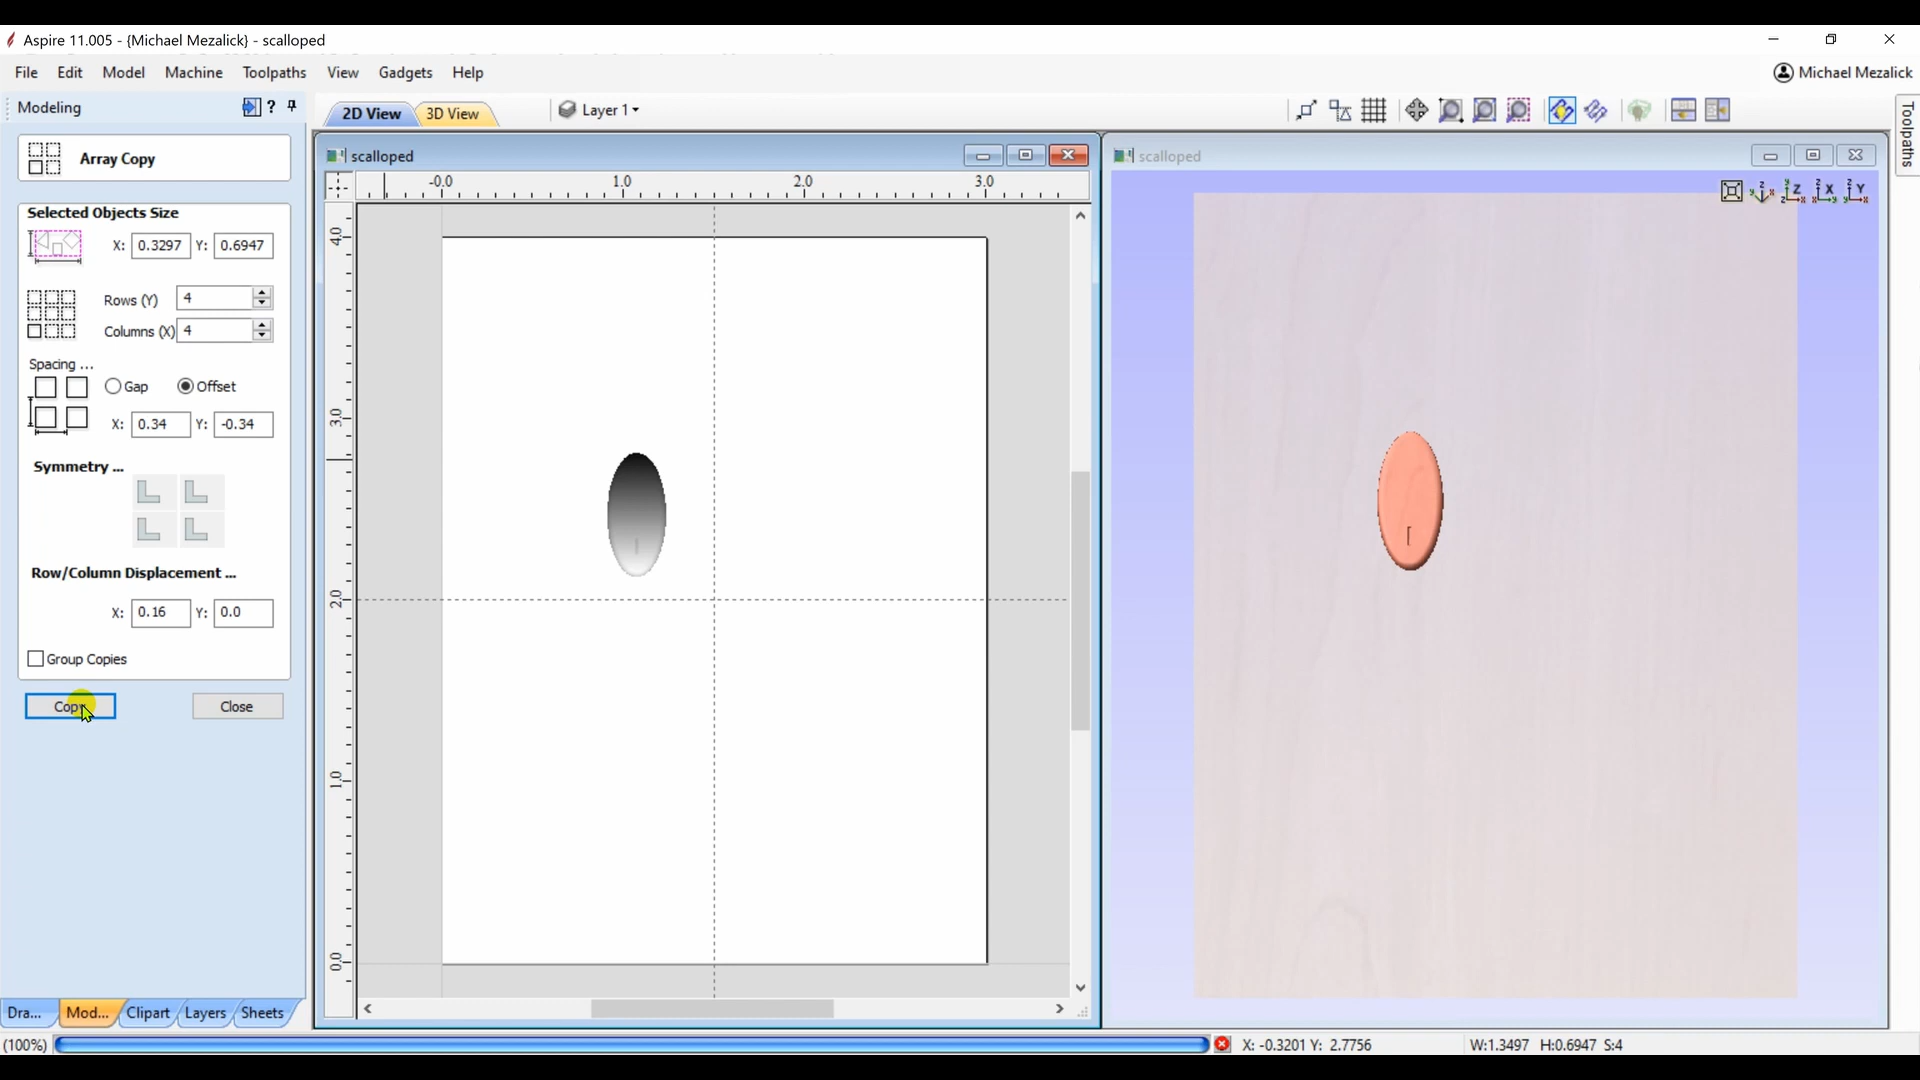 Aspire 11.005 - {Michael Mezalick} - scalloped
File Edit Model Machine Toolpaths View Gadgets Help
Michael Mezalick
Modeling ?
2D View 3D View Layer 1
Toolpaths
Array Copy
scalloped
scalloped
-0.0 1.0 2.0 3.0
Z X Y
Selected Objects Size
X: 0.3297 Y: 0.6947
4.0
Rows (Y) 4
Columns (X) 4
Spacing ...
Gap Offset
X: 0.34 Y: -0.34
3.0
Symmetry ...
Row/Column Displacement ...
X: 0.16 Y: 0.0
2.0
Group Copies
Copy Close
1.0
0.0
Dra... Mod... Clipart Layers Sheets
(100%) X: -0.3201 Y: 2.7756 W:1.3497 H:0.6947 S:4